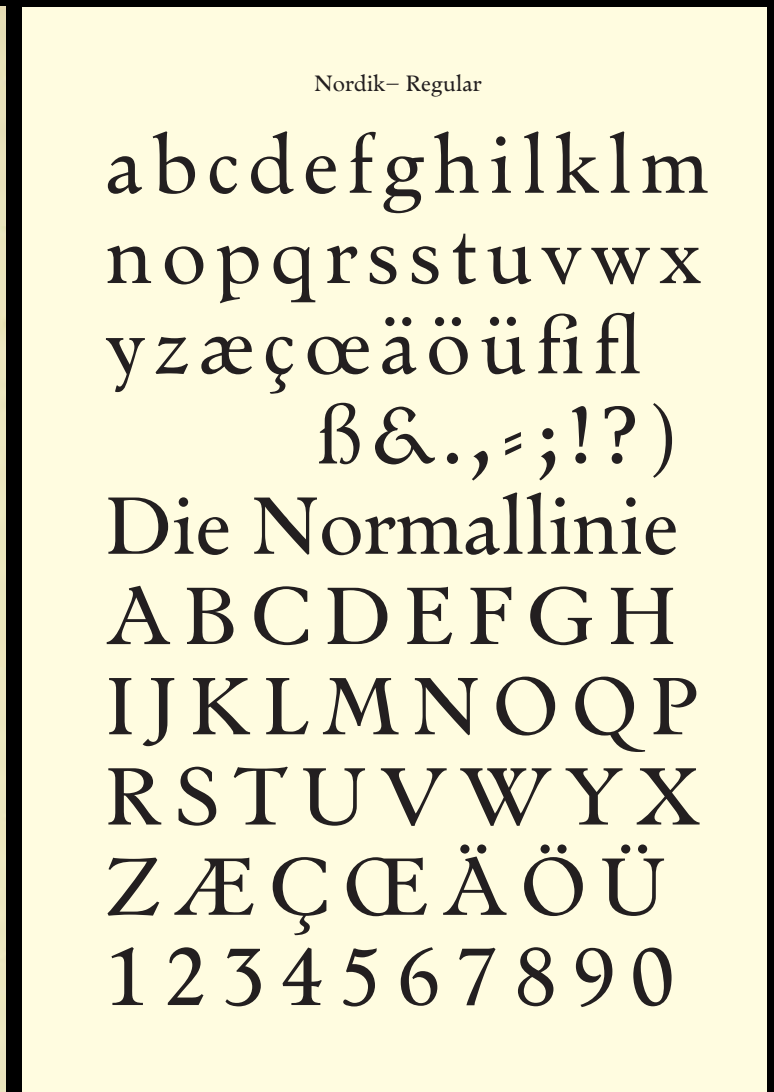 Nordik– Regular
abcdefghilklm
nopqrsstuvwx
yzæçœäöüfifl
ß&.,⸗;!?)
Die Normallinie
ABCDEFGH
IJKLMNOQP
RSTUVWYX
ZÆÇŒÄÖÜ
1234567890